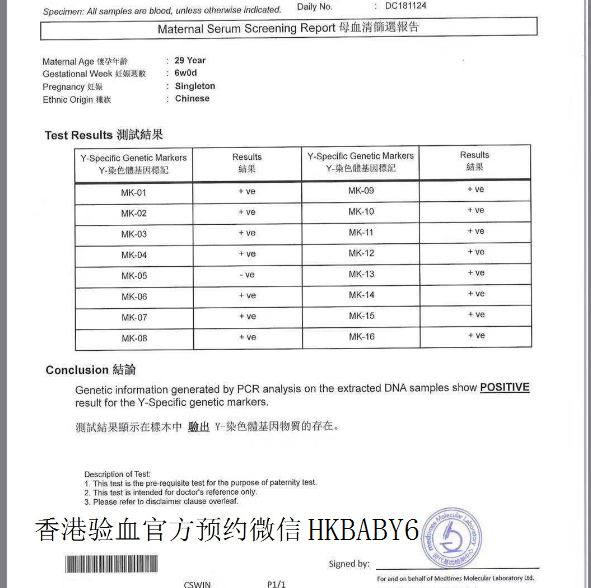 Specimen: All samples are blood, unless otherwise indicated. Daily No. : DC181124
Maternal Serum Screening Report 母血清篩選報告
Maternal Age 懷孕年齡 : 29 Year
Gestational Week 妊娠週數 : 6w0d
Pregnancy 妊娠 : Singleton
Ethnic Origin 種族 : Chinese
Test Results 測試結果
Y-Specific Genetic Markers Results Y-Specific Genetic Markers Results
Y-染色體基因標記 結果 Y-染色體基因標記 結果
MK-01 + ve MK-09 + ve
MK-02 + ve MK-10 + ve
MK-03 + ve MK-11 + ve
MK-04 + ve MK-12 + ve
MK-05 - ve MK-13 + ve
MK-06 + ve MK-14 + ve
MK-07 + ve MK-15 + ve
MK-08 + ve MK-16 + ve
Conclusion 結論
Genetic information generated by PCR analysis on the extracted DNA samples show POSITIVE
result for the Y-Specific genetic markers.
測試結果顯示在樣本中 驗出 Y-染色體基因物質的存在。
Description of Test:
1. This test is the pre-requisite test for the purpose of paternity test.
2. This test is intended for doctor's reference only.
3. Please refer to disclaimer clause overleaf.
香港验血官方预约微信HKBABY6
Medtimes Molecular Laboratory
Signed by:
For and on behalf of Medtimes Molecular Laboratory Ltd.
CSWIN P1/1